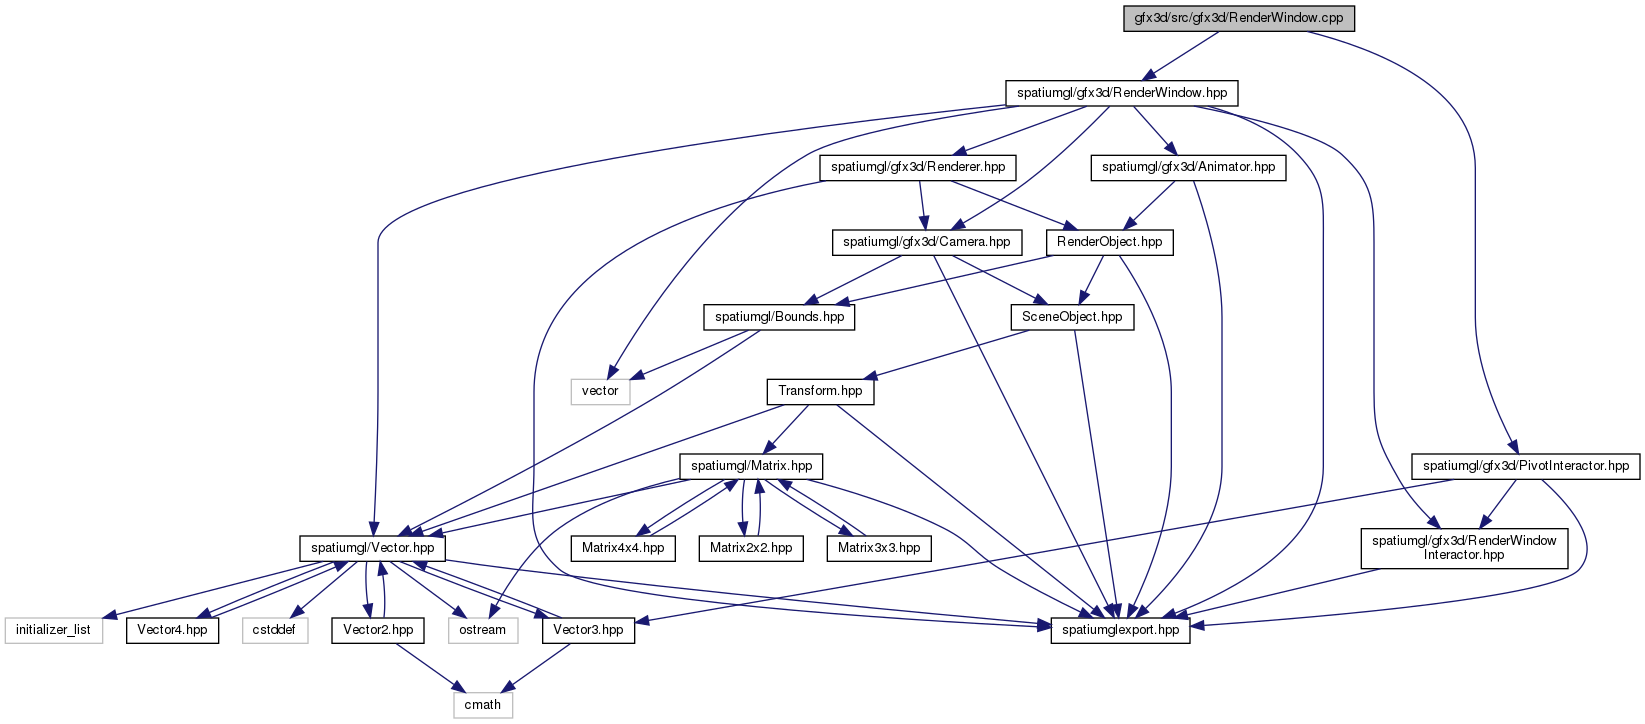 gfx3d/src/gfx3d/RenderWindow.cpp
spatiumgl/gfx3d/RenderWindow.hpp
spatiumgl/gfx3d/Renderer.hpp
spatiumgl/gfx3d/Animator.hpp
spatiumgl/gfx3d/Camera.hpp
RenderObject.hpp
spatiumgl/Bounds.hpp
SceneObject.hpp
vector
Transform.hpp
spatiumgl/Matrix.hpp
spatiumgl/gfx3d/PivotInteractor.hpp
spatiumgl/Vector.hpp
Matrix4x4.hpp
Matrix2x2.hpp
Matrix3x3.hpp
spatiumgl/gfx3d/RenderWindow
Interactor.hpp
initializer_list
Vector4.hpp
cstddef
Vector2.hpp
ostream
Vector3.hpp
spatiumglexport.hpp
cmath